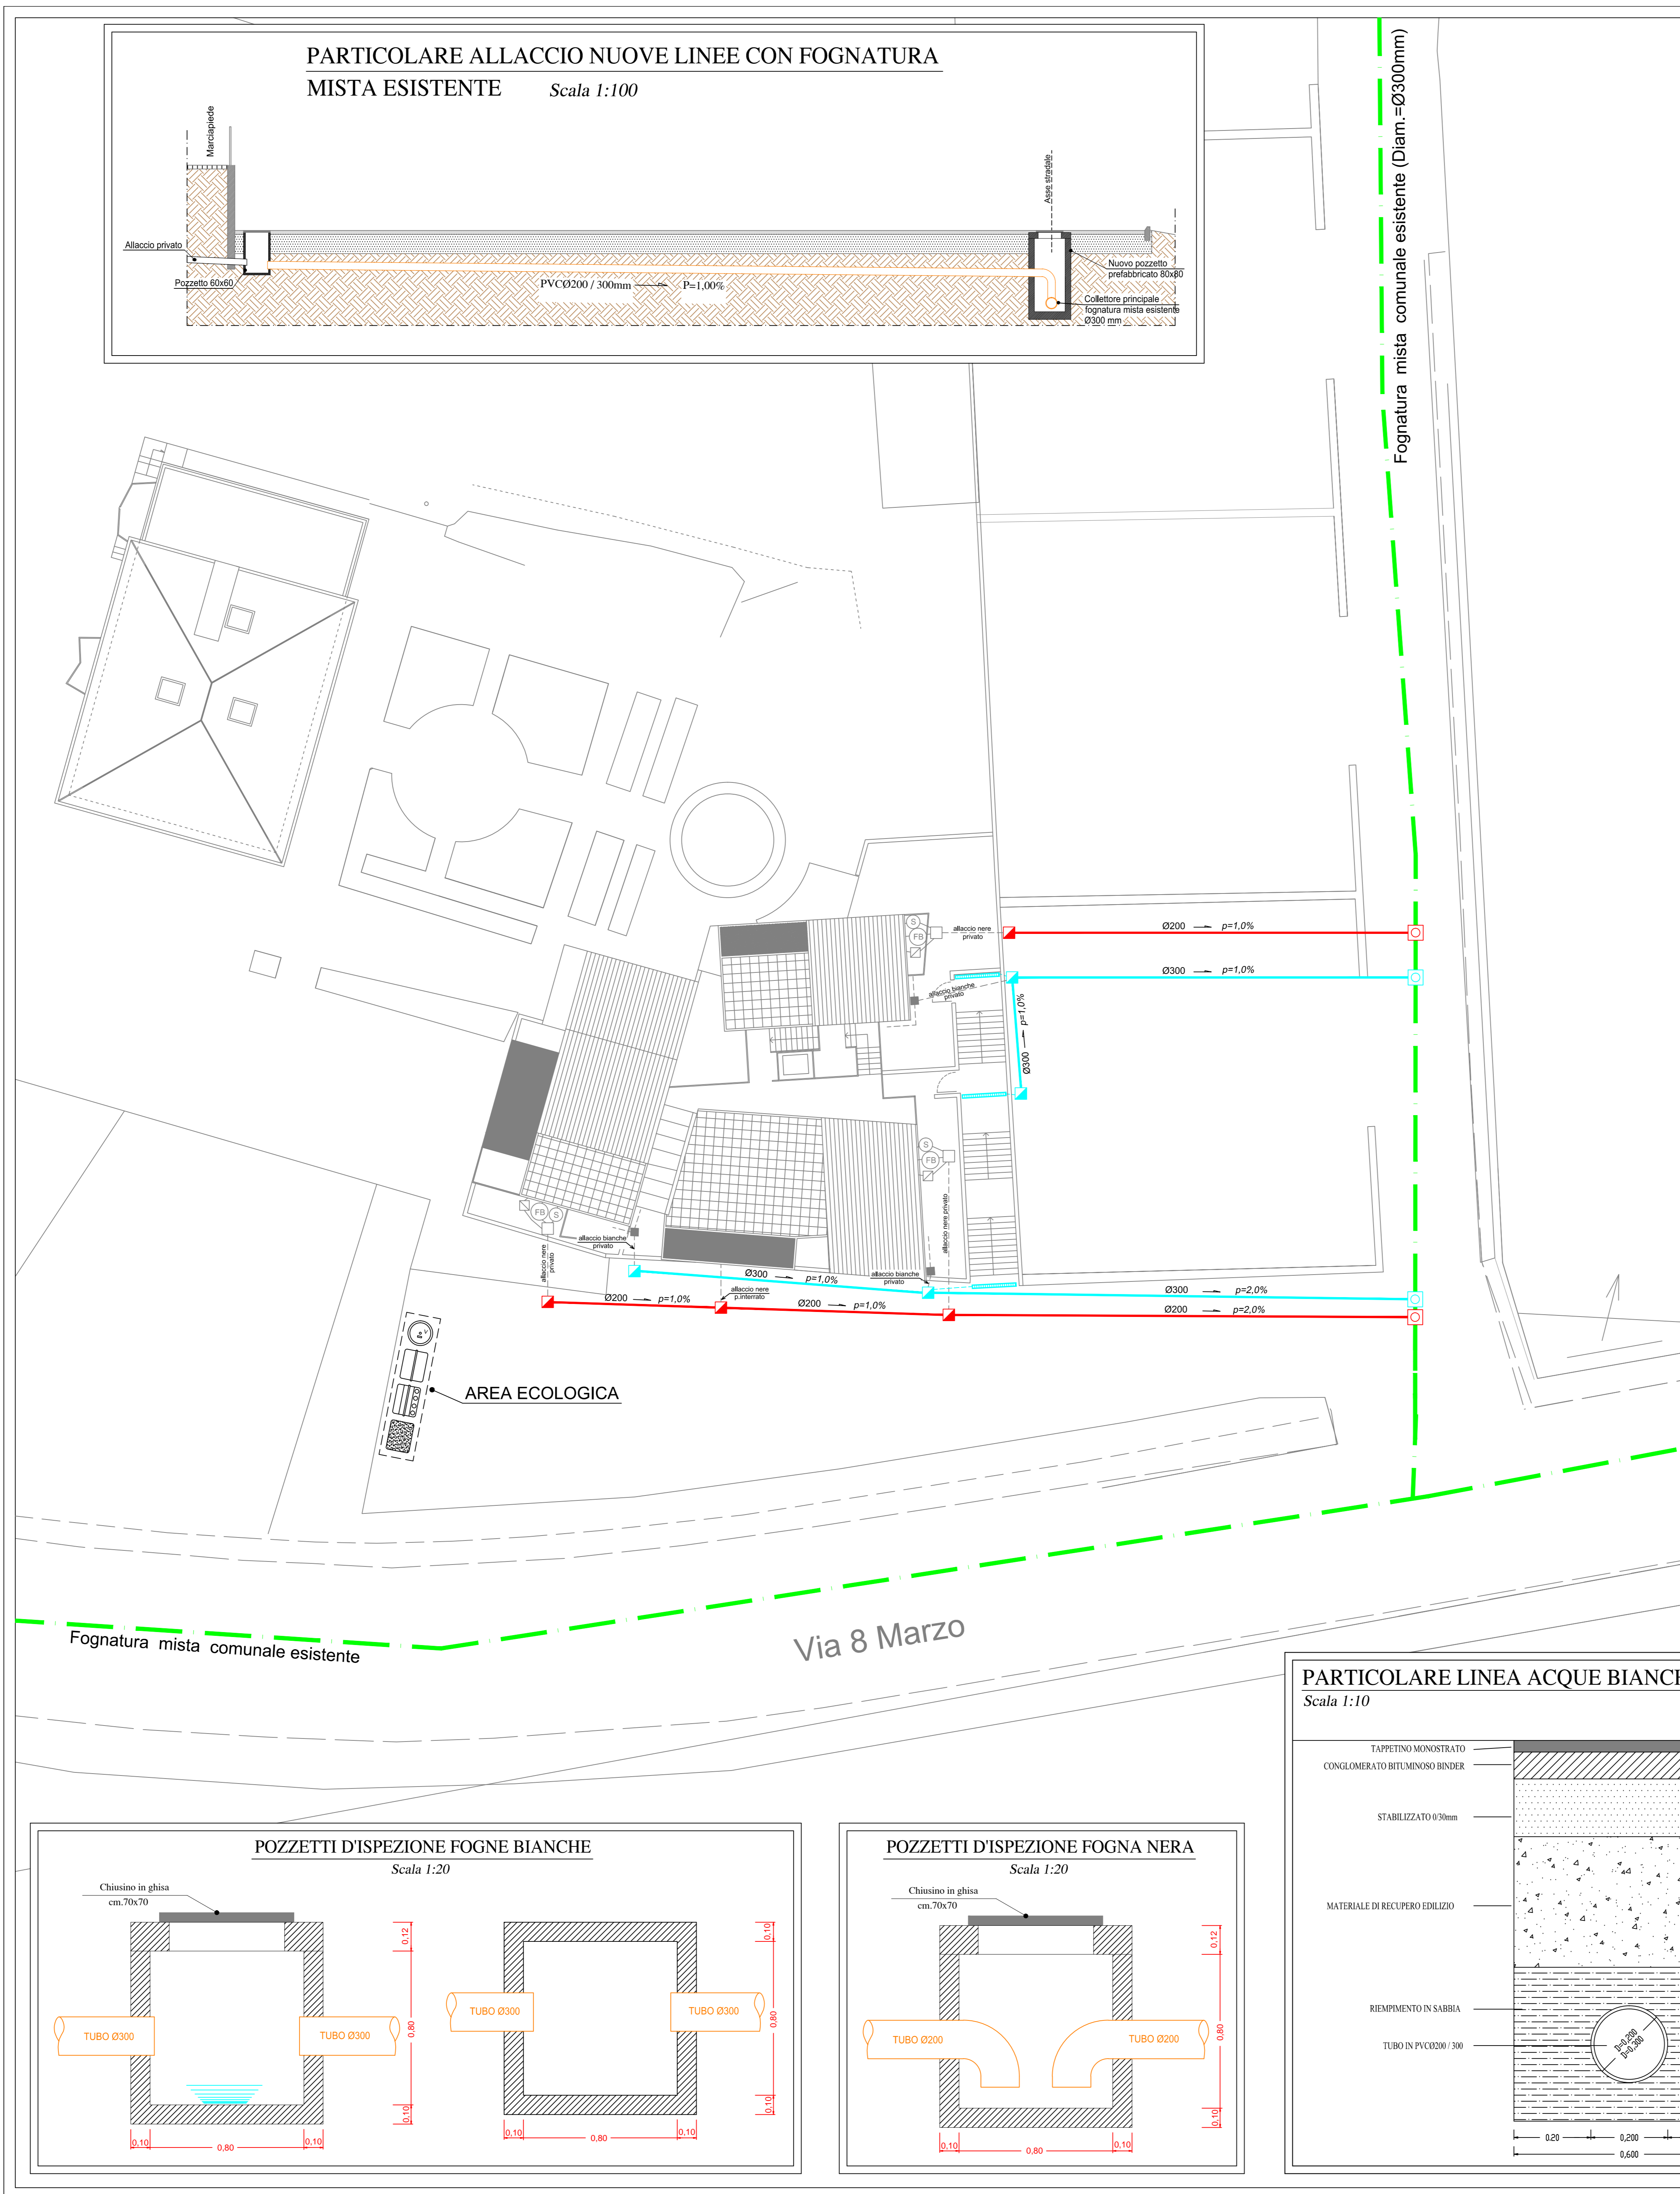 PARTICOLARE ALLACCIO NUOVE LINEE CON FOGNATURA
MISTA ESISTENTE Scala 1:100
Marciapiede
Asse stradale
Allaccio privato
Pozzetto 60x60
PVCØ200 / 300mm P=1,00%
Nuovo pozzetto
prefabbricato 80x80
Collettore principale
fognatura mista esistente
Ø300 mm
Fognatura mista comunale esistente (Diam.=Ø300mm)
S
FB
allaccio nere
privato
Ø200 p=1,0%
Ø300 p=1,0%
allaccio bianche
privato
Ø300 p=1,0%
S
FB
allaccio nere privato
FB S
allaccio nere
privato
allaccio bianche
privato
Ø300 p=1,0%
allaccio bianche
privato
allaccio nere
p.interrato
Ø200 p=1,0%
Ø200 p=1,0%
Ø300 p=2,0%
Ø200 p=2,0%
AREA ECOLOGICA
Fognatura mista comunale esistente
Via 8 Marzo
PARTICOLARE LINEA ACQUE BIANCH
Scala 1:10
TAPPETINO MONOSTRATO
CONGLOMERATO BITUMINOSO BINDER
STABILIZZATO 0/30mm
MATERIALE DI RECUPERO EDILIZIO
RIEMPIMENTO IN SABBIA
TUBO IN PVCØ200 / 300
D=0,200
D=0,300
0.20 0,200
0,600
POZZETTI D'ISPEZIONE FOGNE BIANCHE
Scala 1:20
Chiusino in ghisa
cm.70x70
TUBO Ø300
TUBO Ø300
0,12
0,80
0,10
0,10 0,80 0,10
TUBO Ø300
TUBO Ø300
0,10
0,80
0,10
0,10 0,80 0,10
POZZETTI D'ISPEZIONE FOGNA NERA
Scala 1:20
Chiusino in ghisa
cm.70x70
TUBO Ø200
TUBO Ø200
0,12
0,80
0,10
0,10 0,80 0,10